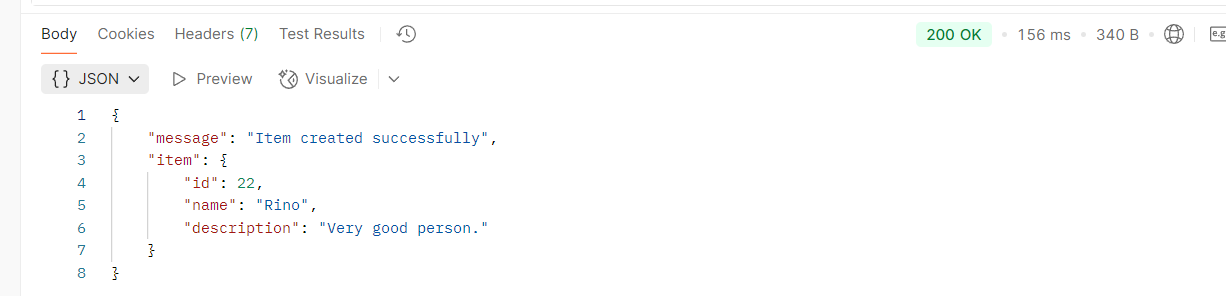 Body Cookies Headers (7) Test Results 200 OK 156 ms 340 B e.g
{} JSON Preview Visualize
1 {
2 "message": "Item created successfully",
3 "item": {
4 "id": 22,
5 "name": "Rino",
6 "description": "Very good person."
7 }
8 }